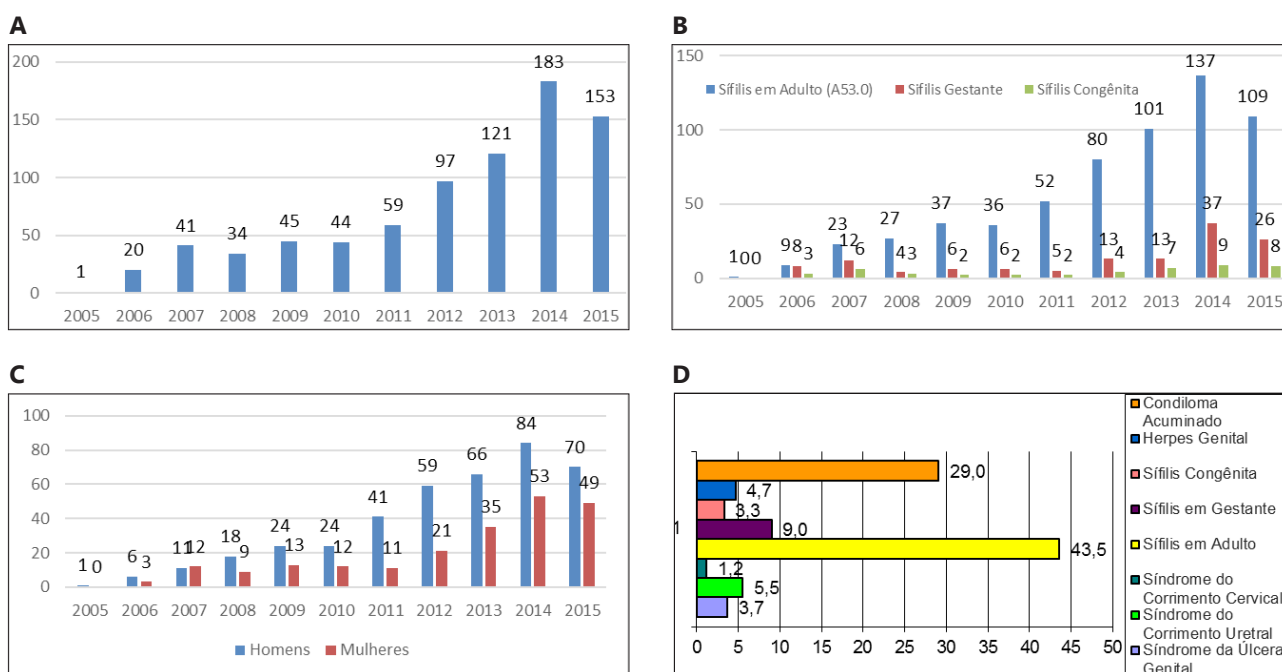 A
200
150
100
50
0
1
20
41
34
45
44
59
97
121
183
153
2005 2006 2007 2008 2009 2010 2011 2012 2013 2014 2015
B
150
100
50
0
Sífilis em Adulto (A53.0) Sífilis Gestante Sífilis Congênita
1 0 0
9 8 3
23 12 6
27 4 3
37 6 2
36 6 2
52 5 2
80 13 4
101 13 7
137 37 9
109 26 8
2005 2006 2007 2008 2009 2010 2011 2012 2013 2014 2015
C
100
80
60
40
20
0
1 0
6 3
11 12
18 9
24 13
24 12
41 11
59 21
66 35
84 53
70 49
2005 2006 2007 2008 2009 2010 2011 2012 2013 2014 2015
Homens Mulheres
D
1
29,0
4,7
3,3
9,0
43,5
1,2
5,5
3,7
0 5 10 15 20 25 30 35 40 45 50
Condiloma
Acuminado
Herpes Genital
Sífilis Congênita
Sífilis em Gestante
Sífilis em Adulto
Síndrome do
Corrimento Cervical
Síndrome do
Corrimento Uretral
Síndrome da Úlcera
Genital